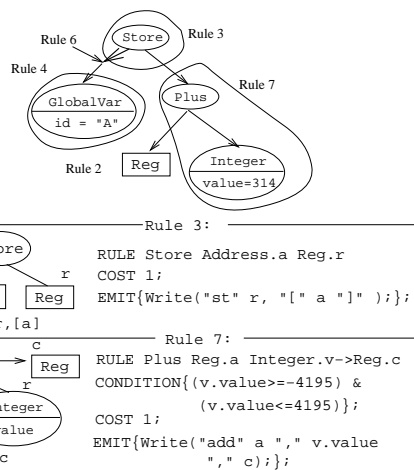 Rule 6
Store
Rule 3
Rule 4
Rule 7
GlobalVar
Plus
id = "A"
Rule 2
Reg
Integer
value=314
Rule 3:
RULE Store Address.a Reg.r
r
COST 1;
Reg
EMIT{Write("st" r, "[" a "]" );};
,[a]
Rule 7:
c
Reg
RULE Plus Reg.a Integer.v->Reg.c
r
CONDITION{(v.value>=-4195) &
(v.value<=4195)};
COST 1;
EMIT{Write("add" a "," v.value
"," c);};
c